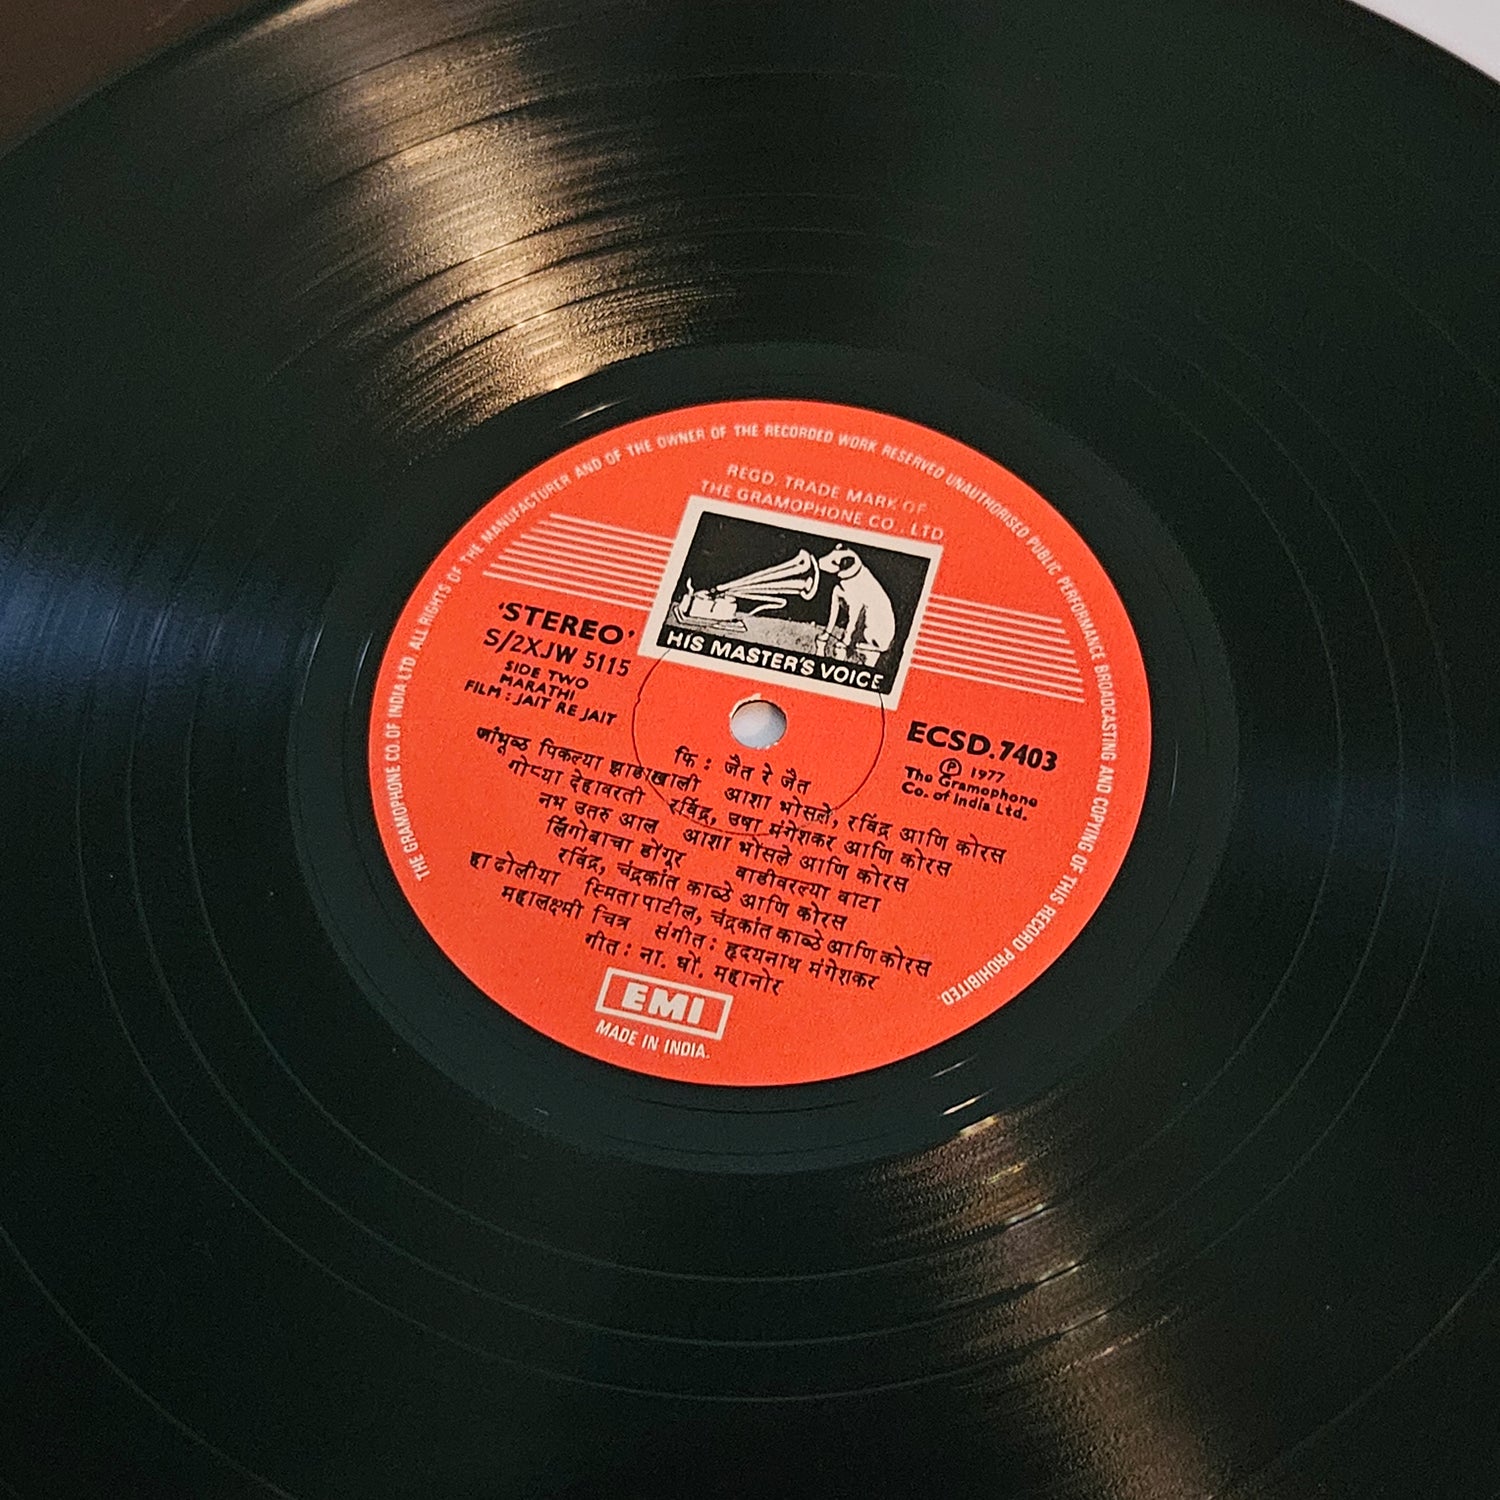 THE GRAMOPHONE CO. OF INDIA LTD. ALL RIGHTS OF THE MANUFACTURER AND OF THE OWNER OF THE RECORDED WORK RESERVED UNAUTHORISED PUBLIC PERFORMANCE BROADCASTING AND COPYING OF THIS RECORD PROHIBITED.
REGD. TRADE MARK OF
THE GRAMOPHONE CO., LTD
HIS MASTER'S VOICE
'STEREO'
S/2XJW 5115
SIDE TWO
MARATHI
FILM : JAIT RE JAIT
ECSD.7403
Ⓟ 1977
The Gramophone
Co. of India Ltd.
फि : जैत रे जैत
जांभूळ पिकल्या झाडाखाली आशा भोसले, रविंद्र आणि कोरस
गोऱ्या देहावरती रविंद्र, उषा मंगेशकर आणि कोरस
नभ उतरु आल आशा भोसले आणि कोरस
लिंगोबाचा डोंगूर वाडीवरल्या वाटा
रविंद्र, चंद्रकांत काळे आणि कोरस
हा ढोलीया स्मिता पाटील, चंद्रकांत काळे आणि कोरस
महालक्ष्मी चित्र संगीत : हृदयनाथ मंगेशकर
गीत : ना. धों. महानोर
EMI
MADE IN INDIA.